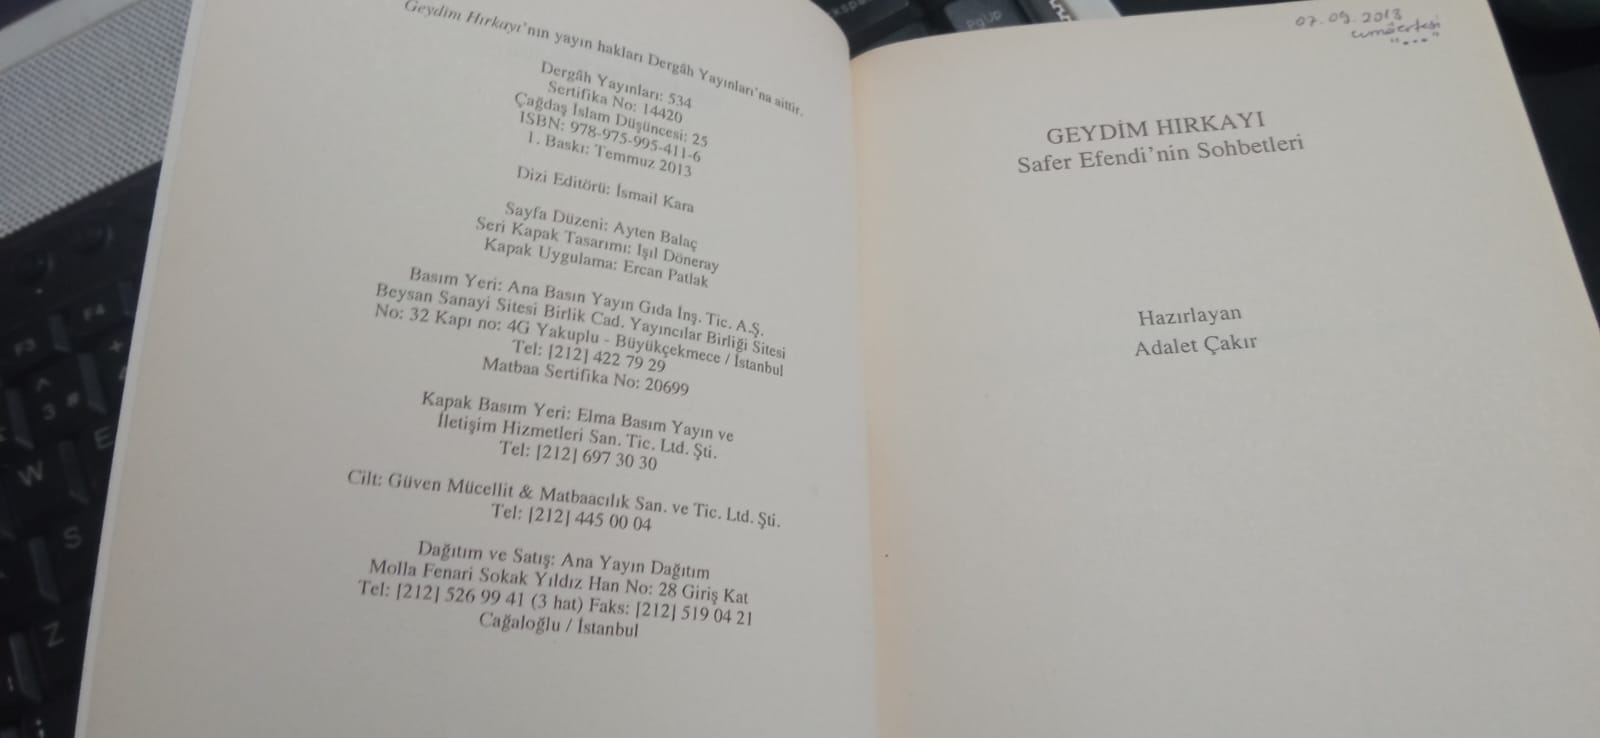 Geydim Hırkayı'nın yayın hakları Dergâh Yayınları'na aittir.
Dergâh Yayınları: 534
Sertifika No: 14420
Çağdaş İslam Düşüncesi: 25
ISBN: 978-975-995-411-6
1. Baskı: Temmuz 2013
Dizi Editörü: İsmail Kara
Sayfa Düzeni: Ayten Balaç
Seri Kapak Tasarımı: Işıl Döneray
Kapak Uygulama: Ercan Patlak
Basım Yeri: Ana Basın Yayın Gıda İnş. Tic. A.Ş.
Beysan Sanayi Sitesi Birlik Cad. Yayıncılar Birliği Sitesi
No: 32 Kapı no: 4G Yakuplu - Büyükçekmece / İstanbul
Tel: [212] 422 79 29
Matbaa Sertifika No: 20699
Kapak Basım Yeri: Elma Basım Yayın ve
İletişim Hizmetleri San. Tic. Ltd. Şti.
Tel: [212] 697 30 30
Cilt: Güven Mücellit & Matbaacılık San. ve Tic. Ltd. Şti.
Tel: [212] 445 00 04
Dağıtım ve Satış: Ana Yayın Dağıtım
Molla Fenari Sokak Yıldız Han No: 28 Giriş Kat
Tel: [212] 526 99 41 (3 hat) Faks: [212] 519 04 21
Cağaloğlu / İstanbul
07.09.2013
cumâertesi
"..."
GEYDİM HIRKAYI
Safer Efendi'nin Sohbetleri
Hazırlayan
Adalet Çakır
PgUp
F3
F4
3 #
W
E
S
Z